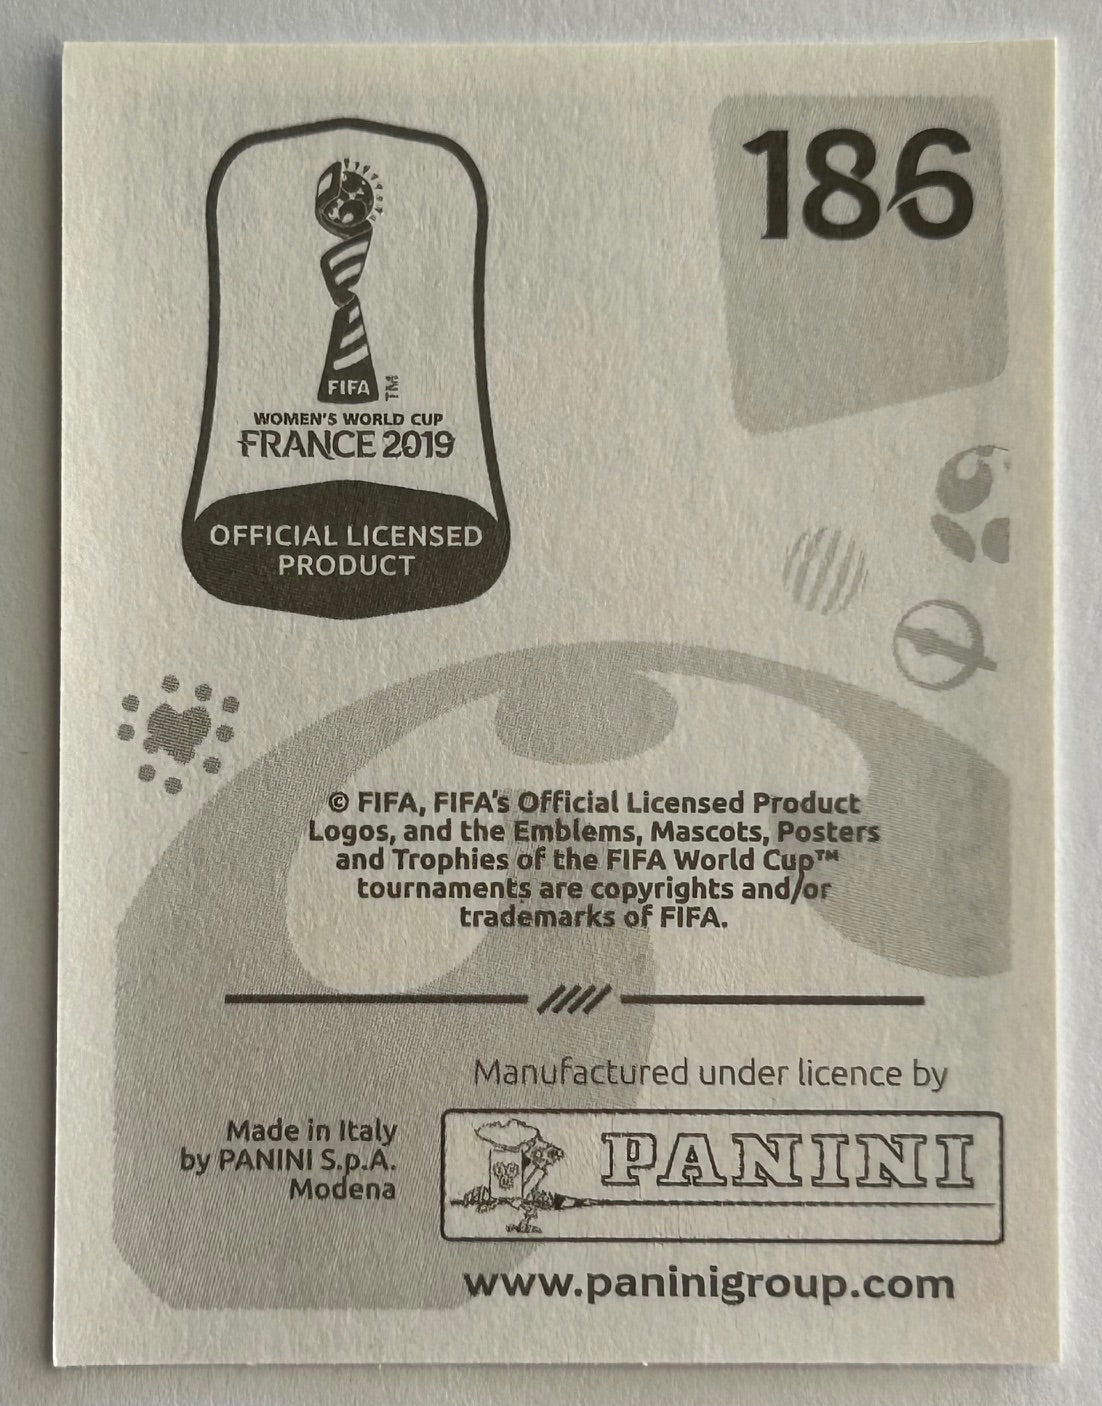 186
FIFA
TM
WOMEN'S WORLD CUP
FRANCE 2019
OFFICIAL LICENSED
PRODUCT
© FIFA, FIFA's Official Licensed Product
Logos, and the Emblems, Mascots, Posters
and Trophies of the FIFA World Cup™
tournaments are copyrights and/or
trademarks of FIFA.
Manufactured under licence by
Made in Italy
by PANINI S.p.A.
Modena
PANINI
www.paninigroup.com